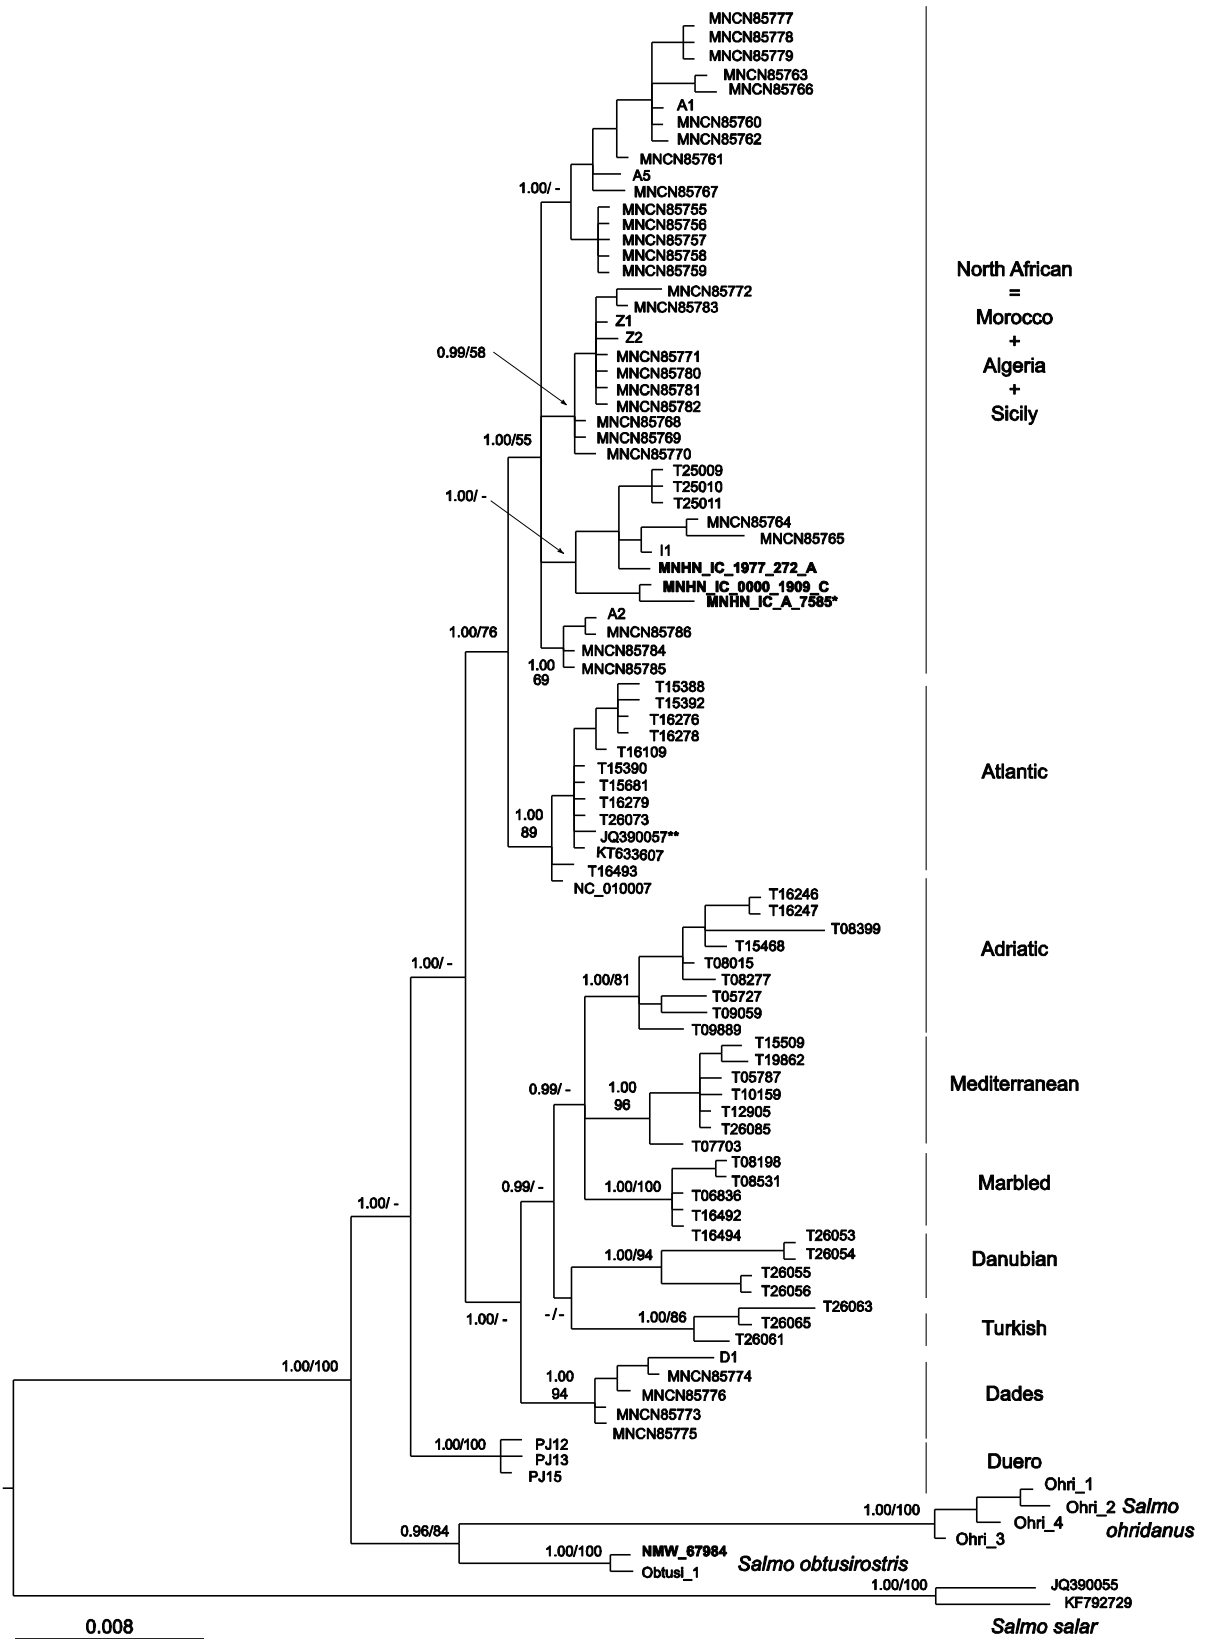 MNCN85777
MNCN85778
MNCN85779
MNCN85763
MNCN85766
A1
MNCN85760
MNCN85762
MNCN85761
A5
1.00/ -
MNCN85767
MNCN85755
MNCN85756
MNCN85757
MNCN85758
MNCN85759
North African
=
Morocco
+
Algeria
+
Sicily
MNCN85772
MNCN85783
Z1
Z2
0.99/58
MNCN85771
MNCN85780
MNCN85781
MNCN85782
MNCN85768
MNCN85769
1.00/55
MNCN85770
T25009
T25010
1.00/ -
T25011
MNCN85764
MNCN85765
I1
MNHN_IC_1977_272_A
MNHN_IC_0000_1909_C
MNHN_IC_A_7585*
A2
MNCN85786
1.00/76
MNCN85784
MNCN85785
1.00
69
T15388
T15392
T16276
T16278
T16109
T15390
Atlantic
T15681
T16279
T26073
1.00
89
JQ390057**
KT633607
T16493
NC_010007
T16246
T16247
T08399
T15468
Adriatic
T08015
1.00/ -
T08277
1.00/81
T05727
T09059
T09889
T15509
T19862
T05787
Mediterranean
T10159
0.99/ -
1.00
96
T12905
T26085
T07703
T08198
T08531
Marbled
1.00/100
T06836
0.99/ -
T16492
1.00/ -
T16494
T26053
T26054
1.00/94
Danubian
T26055
T26056
T26063
-/-
1.00/ -
1.00/86
T26065
Turkish
T26061
D1
1.00/100
1.00
94
MNCN85774
MNCN85776
Dades
MNCN85773
MNCN85775
PJ12
1.00/100
PJ13
PJ15
Duero
Ohri_1
Ohri_2
Salmo
ohridanus
1.00/100
Ohri_4
Ohri_3
0.96/84
1.00/100
NMW_67984
Obtusi_1
Salmo obtusirostris
1.00/100
JQ390055
KF792729
Salmo salar
0.008